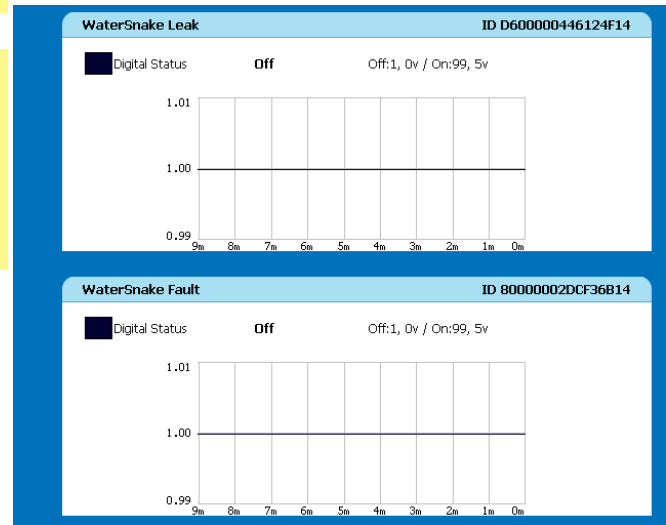 WaterSnake Leak ID D600000446124F14
Digital Status Off Off:1, 0v / On:99, 5v
1.01
1.00
0.99
9m 8m 7m 6m 5m 4m 3m 2m 1m 0m
WaterSnake Fault ID 80000002DCF36B14
Digital Status Off Off:1, 0v / On:99, 5v
1.01
1.00
0.99
9m 8m 7m 6m 5m 4m 3m 2m 1m 0m